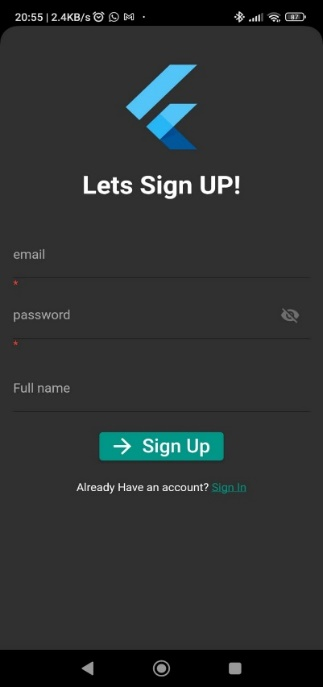 20:55 | 2.4KB/s
87
Lets Sign UP!
email
*
password
*
Full name
→ Sign Up
Already Have an account? Sign In